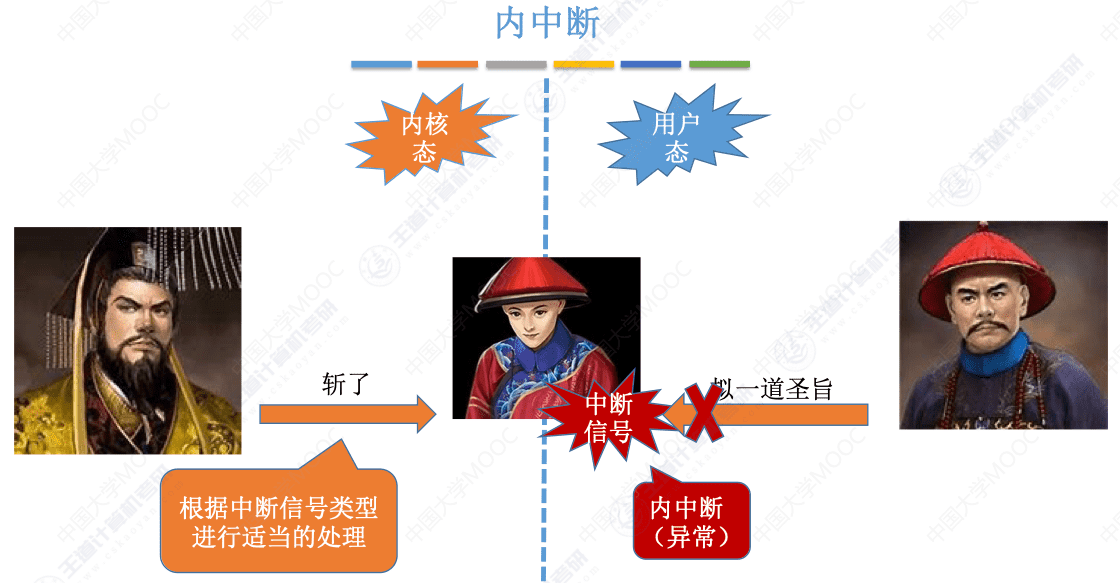 内中断
内核
态
用户
态
斩了
拟一道圣旨
中断
信号
根据中断信号类型
进行适当的处理
内中断
（异常）
中国大学MOOC
王道计算机考研